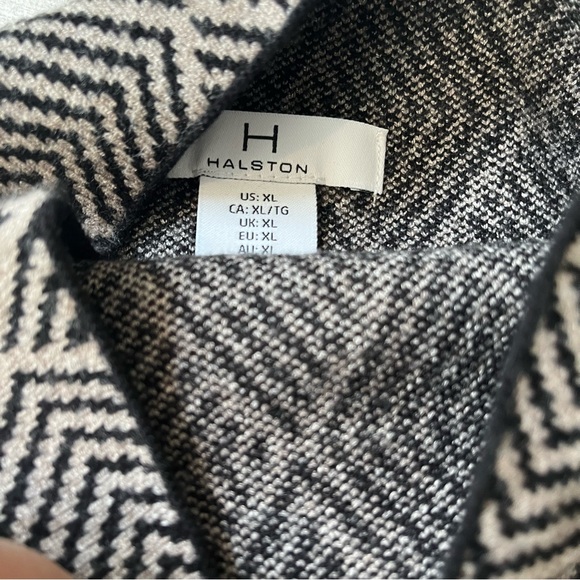 H
HALSTON
US: XL
CA: XL/TG
UK: XL
EU: XL
AU: XL